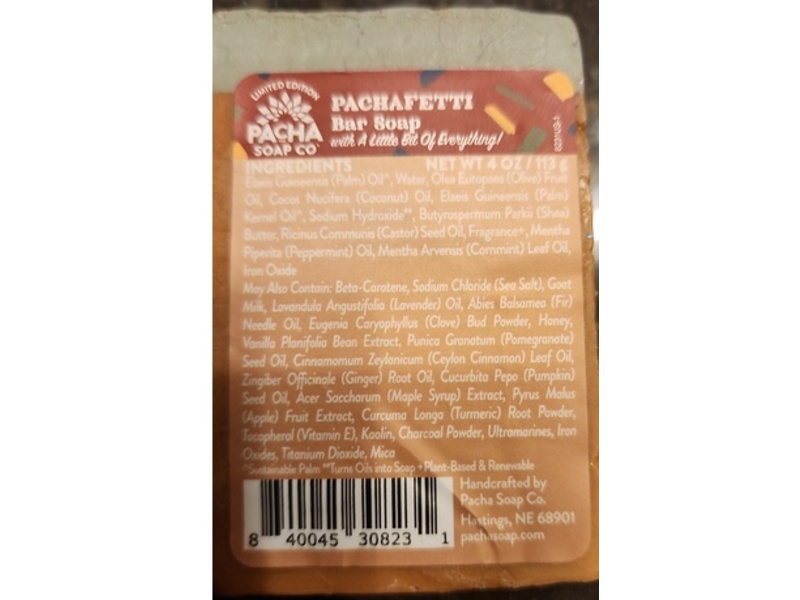 LIMITED EDITION
PACHA
SOAP CO
PACHAFETTI
Bar Soap
with A Little Bit Of Everything!
INGREDIENTS NET WT 4 OZ / 113 g
Elaeis Guineensis (Palm) Oil^, Water, Olea Europaea (Olive) Fruit
Oil, Cocos Nucifera (Coconut) Oil, Elaeis Guineensis (Palm)
Kernel Oil^, Sodium Hydroxide**, Butyrospermum Parkii (Shea)
Butter, Ricinus Communis (Castor) Seed Oil, Fragrance+, Mentha
Piperita (Peppermint) Oil, Mentha Arvensis (Cornmint) Leaf Oil,
Iron Oxide
May Also Contain: Beta-Carotene, Sodium Chloride (Sea Salt), Goat
Milk, Lavandula Angustifolia (Lavender) Oil, Abies Balsamea (Fir)
Needle Oil, Eugenia Caryophyllus (Clove) Bud Powder, Honey,
Vanilla Planifolia Bean Extract, Punica Granatum (Pomegranate)
Seed Oil, Cinnamomum Zeylanicum (Ceylon Cinnamon) Leaf Oil,
Zingiber Officinale (Ginger) Root Oil, Cucurbita Pepo (Pumpkin)
Seed Oil, Acer Saccharum (Maple Syrup) Extract, Pyrus Malus
(Apple) Fruit Extract, Curcuma Longa (Turmeric) Root Powder,
Tocopherol (Vitamin E), Kaolin, Charcoal Powder, Ultramarines, Iron
Oxides, Titanium Dioxide, Mica
^Sustainable Palm **Turns Oils into Soap +Plant-Based & Renewable
Handcrafted by
Pacha Soap Co.
Hastings, NE 68901
pachasoap.com
8 40045 30823 1